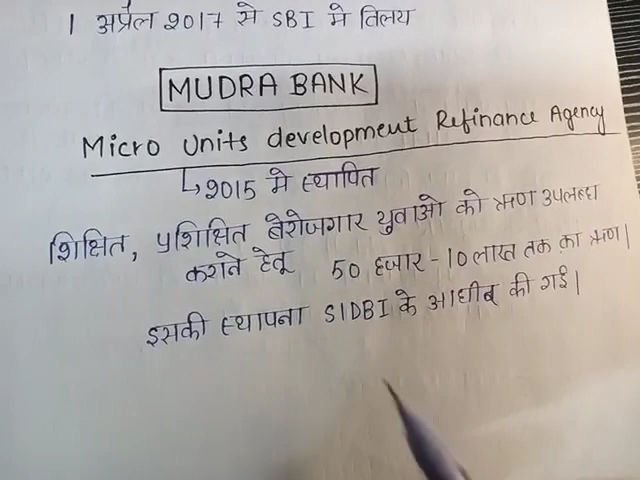 1 अप्रैल 2017 से SBI मे विलय
MUDRA BANK
Micro Units development Refinance Agency
↳ 2015 मे स्थापित
शिक्षित, प्रशिक्षित बेरोजगार युवाओ को ऋण उपलब्ध
कराने हेतू 50 हजार - 10 लाख तक का ऋण।
इसकी स्थापना SIDBI के आधीन की गई।